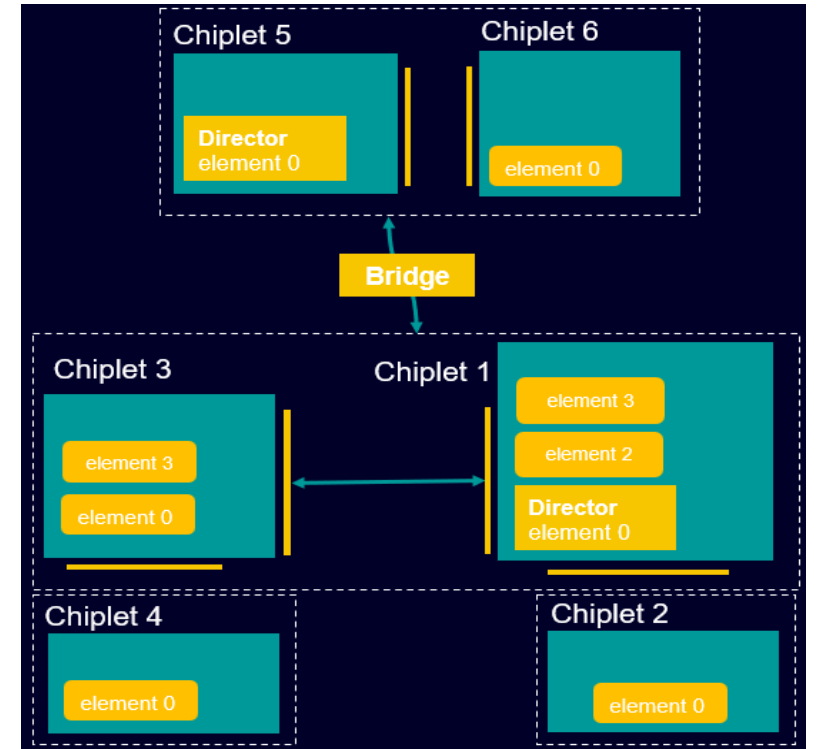 Chiplet 5
Chiplet 6
Director
element 0
element 0
Bridge
Chiplet 3
Chiplet 1
element 3
element 3
element 2
element 0
Director
element 0
Chiplet 4
Chiplet 2
element 0
element 0